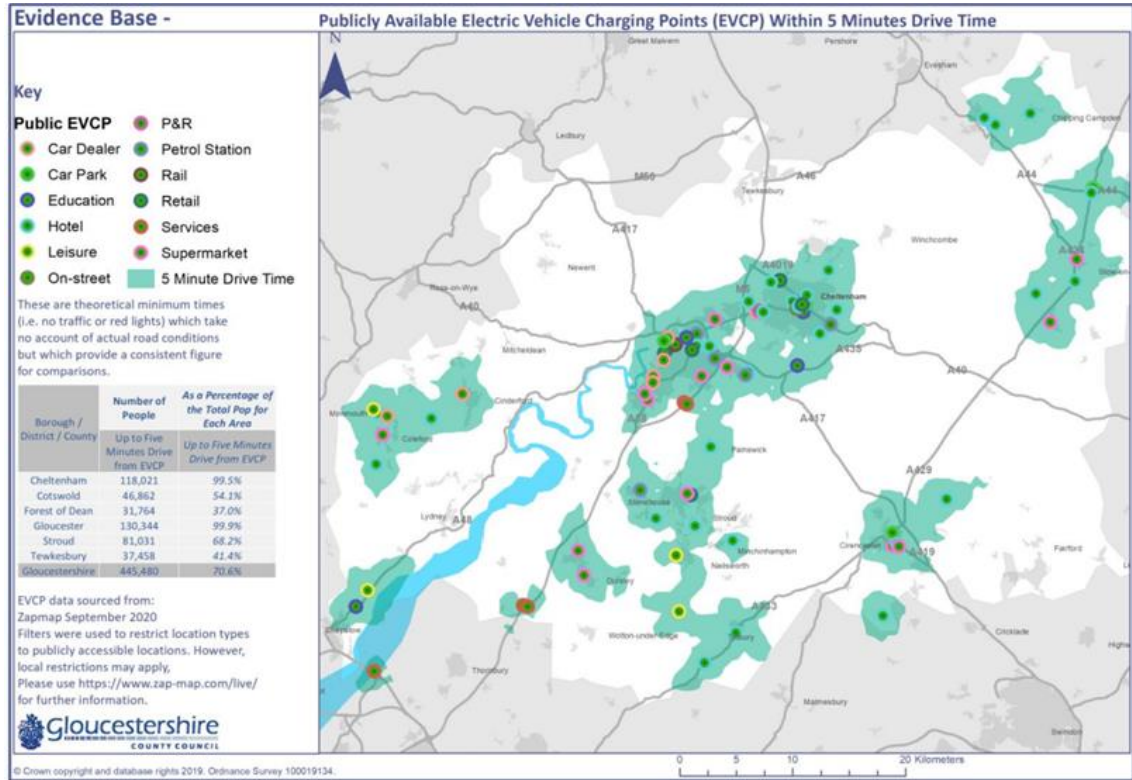 Evidence Base -
Publicly Available Electric Vehicle Charging Points (EVCP) Within 5 Minutes Drive Time
Key
Public EVCP
Car Dealer
Car Park
Education
Hotel
Leisure
On-street
P&R
Petrol Station
Rail
Retail
Services
Supermarket
5 Minute Drive Time
These are theoretical minimum times
(i.e. no traffic or red lights) which take
no account of actual road conditions
but which provide a consistent figure
for comparisons.
Borough / District / County
Number of People
As a Percentage of the Total Pop for Each Area
Up to Five Minutes Drive from EVCP
Up to Five Minutes Drive from EVCP
Cheltenham 118,021 99.5%
Cotswold 46,862 54.1%
Forest of Dean 31,764 37.0%
Gloucester 130,344 99.9%
Stroud 81,031 68.2%
Tewkesbury 37,458 41.4%
Gloucestershire 445,480 70.6%
EVCP data sourced from:
Zapmap September 2020
Filters were used to restrict location types
to publicly accessible locations. However,
local restrictions may apply,
Please use https://www.zap-map.com/live/
for further information.
Gloucestershire
COUNTY COUNCIL
© Crown copyright and database rights 2019. Ordnance Survey 100019134.
N
Great Malvern
Pershore
Evesham
Chipping Campden
Ledbury
M50
A46
A44
A44
Tewkesbury
A417
Winchcombe
A424
Newent
A4019
Ross-on-Wye
A40
M5
Cheltenham
Mitcheldean
A435
A40
Cinderford
Monmouth
Coleford
A38
A417
Painswick
A429
Stonehouse
Stroud
Lydney
A48
Minchinhampton
Cirencester
A419
Fairford
Nailsworth
Dursley
Chepstow
A433
Wotton-under Edge
Tetbury
Cricklade
Thornbury
Malmesbury
Swindon
0 5 10 20 Kilometers